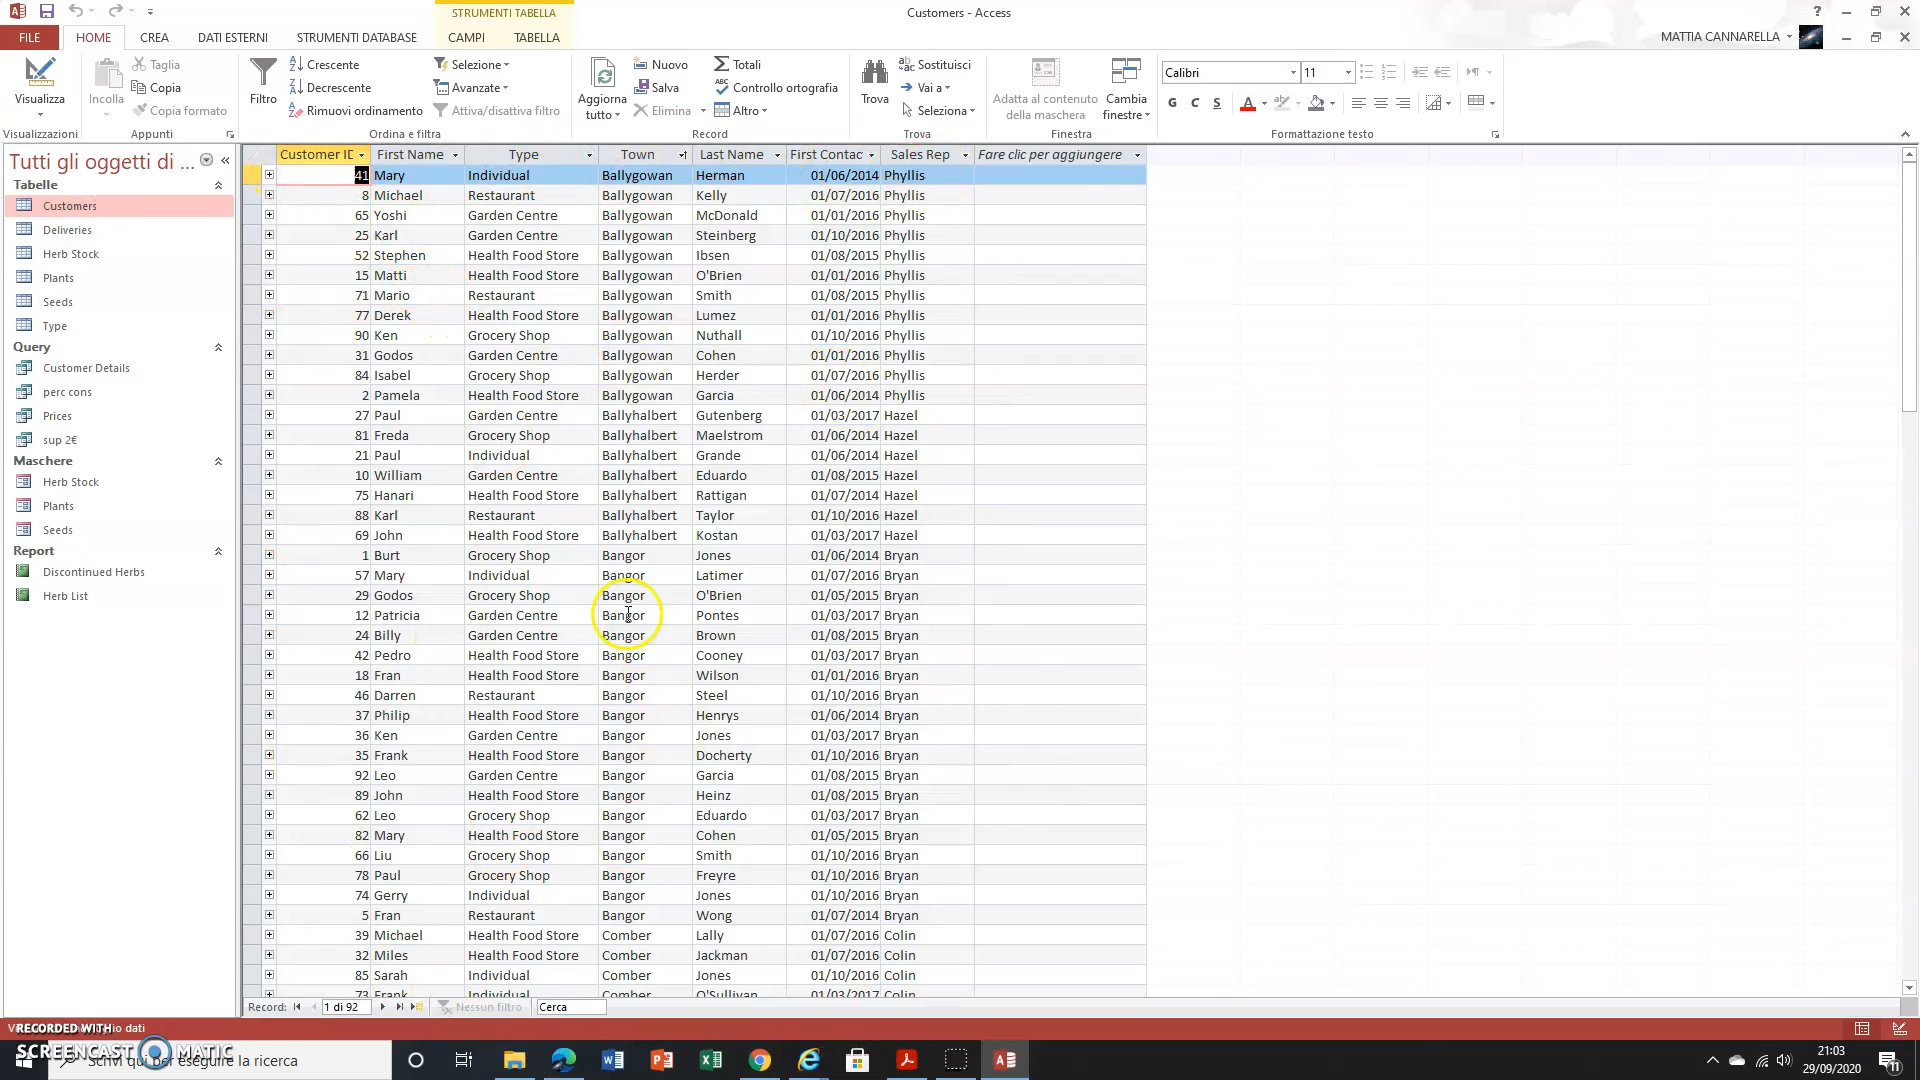 STRUMENTI TABELLA
Customers - Access
FILE HOME CREA DATI ESTERNI STRUMENTI DATABASE CAMPI TABELLA
MATTIA CANNARELLA
Visualizza
Visualizzazioni
Incolla
Taglia
Copia
Copia formato
Appunti
Filtro
Crescente
Decrescente
Rimuovi ordinamento
Selezione
Avanzate
Attiva/disattiva filtro
Ordina e filtra
Aggiorna tutto
Nuovo
Salva
Elimina
Totali
Controllo ortografia
Altro
Record
Trova
Sostituisci
Vai a
Seleziona
Trova
Adatta al contenuto della maschera
Cambia finestre
Finestra
Calibri 11
G C S
Formattazione testo
Tutti gli oggetti di ...
Tabelle
Customers
Deliveries
Herb Stock
Plants
Seeds
Type
Query
Customer Details
perc cons
Prices
sup 2€
Maschere
Herb Stock
Plants
Seeds
Report
Discontinued Herbs
Herb List
Customer ID First Name Type Town Last Name First Contac Sales Rep Fare clic per aggiungere
41 Mary Individual Ballygowan Herman 01/06/2014 Phyllis
8 Michael Restaurant Ballygowan Kelly 01/07/2016 Phyllis
65 Yoshi Garden Centre Ballygowan McDonald 01/01/2016 Phyllis
25 Karl Garden Centre Ballygowan Steinberg 01/10/2016 Phyllis
52 Stephen Health Food Store Ballygowan Ibsen 01/08/2015 Phyllis
15 Matti Health Food Store Ballygowan O'Brien 01/01/2016 Phyllis
71 Mario Restaurant Ballygowan Smith 01/08/2015 Phyllis
77 Derek Health Food Store Ballygowan Lumez 01/01/2016 Phyllis
90 Ken Grocery Shop Ballygowan Nuthall 01/10/2016 Phyllis
31 Godos Garden Centre Ballygowan Cohen 01/01/2016 Phyllis
84 Isabel Grocery Shop Ballygowan Herder 01/07/2016 Phyllis
2 Pamela Health Food Store Ballygowan Garcia 01/06/2014 Phyllis
27 Paul Garden Centre Ballyhalbert Gutenberg 01/03/2017 Hazel
81 Freda Grocery Shop Ballyhalbert Maelstrom 01/06/2014 Hazel
21 Paul Individual Ballyhalbert Grande 01/06/2014 Hazel
10 William Garden Centre Ballyhalbert Eduardo 01/08/2015 Hazel
75 Hanari Health Food Store Ballyhalbert Rattigan 01/07/2014 Hazel
88 Karl Restaurant Ballyhalbert Taylor 01/10/2016 Hazel
69 John Health Food Store Ballyhalbert Kostan 01/03/2017 Hazel
1 Burt Grocery Shop Bangor Jones 01/06/2014 Bryan
57 Mary Individual Bangor Latimer 01/07/2016 Bryan
29 Godos Grocery Shop Bangor O'Brien 01/05/2015 Bryan
12 Patricia Garden Centre Bangor Pontes 01/03/2017 Bryan
24 Billy Garden Centre Bangor Brown 01/08/2015 Bryan
42 Pedro Health Food Store Bangor Cooney 01/03/2017 Bryan
18 Fran Health Food Store Bangor Wilson 01/01/2016 Bryan
46 Darren Restaurant Bangor Steel 01/10/2016 Bryan
37 Philip Health Food Store Bangor Henrys 01/06/2014 Bryan
36 Ken Garden Centre Bangor Jones 01/03/2017 Bryan
35 Frank Health Food Store Bangor Docherty 01/10/2016 Bryan
92 Leo Garden Centre Bangor Garcia 01/08/2015 Bryan
89 John Health Food Store Bangor Heinz 01/08/2015 Bryan
62 Leo Grocery Shop Bangor Eduardo 01/03/2017 Bryan
82 Mary Health Food Store Bangor Cohen 01/05/2015 Bryan
66 Liu Grocery Shop Bangor Smith 01/10/2016 Bryan
78 Paul Grocery Shop Bangor Freyre 01/10/2016 Bryan
74 Gerry Individual Bangor Jones 01/10/2016 Bryan
5 Fran Restaurant Bangor Wong 01/07/2014 Bryan
39 Michael Health Food Store Comber Lally 01/07/2016 Colin
32 Miles Health Food Store Comber Jackman 01/07/2016 Colin
85 Sarah Individual Comber Jones 01/10/2016 Colin
73 Frank Individual Comber O'Sullivan 01/03/2017 Colin
Record: 1 di 92 Nessun filtro Cerca
RECORDED WITH
dati
SCREENCAST MATIC
Scrivi qui per eseguire la ricerca
21:03
29/09/2020
11